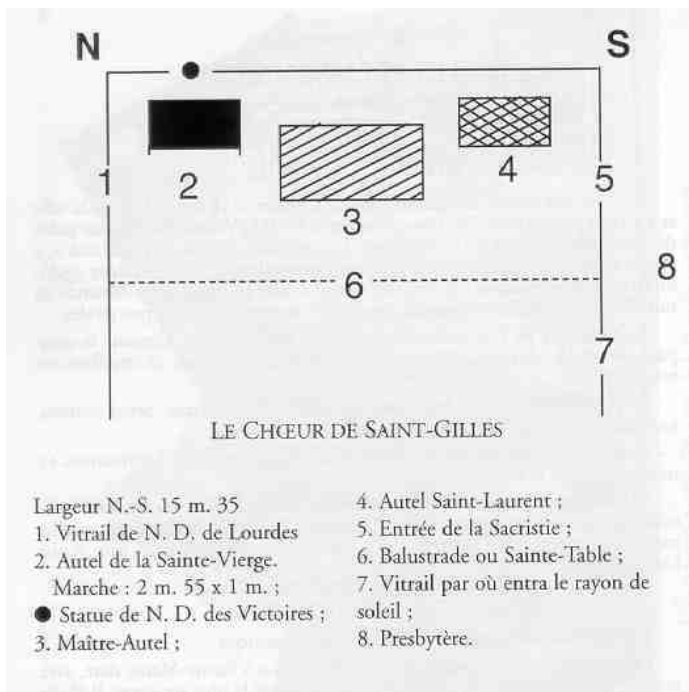 N
S
1
2
3
4
5
6
7
8
LE CHŒUR DE SAINT-GILLES
Largeur N.-S. 15 m. 35
1. Vitrail de N. D. de Lourdes
2. Autel de la Sainte-Vierge.
Marche : 2 m. 55 x 1 m. ;
● Statue de N. D. des Victoires ;
3. Maître-Autel ;
4. Autel Saint-Laurent ;
5. Entrée de la Sacristie ;
6. Balustrade ou Sainte-Table ;
7. Vitrail par où entra le rayon de
soleil ;
8. Presbytère.